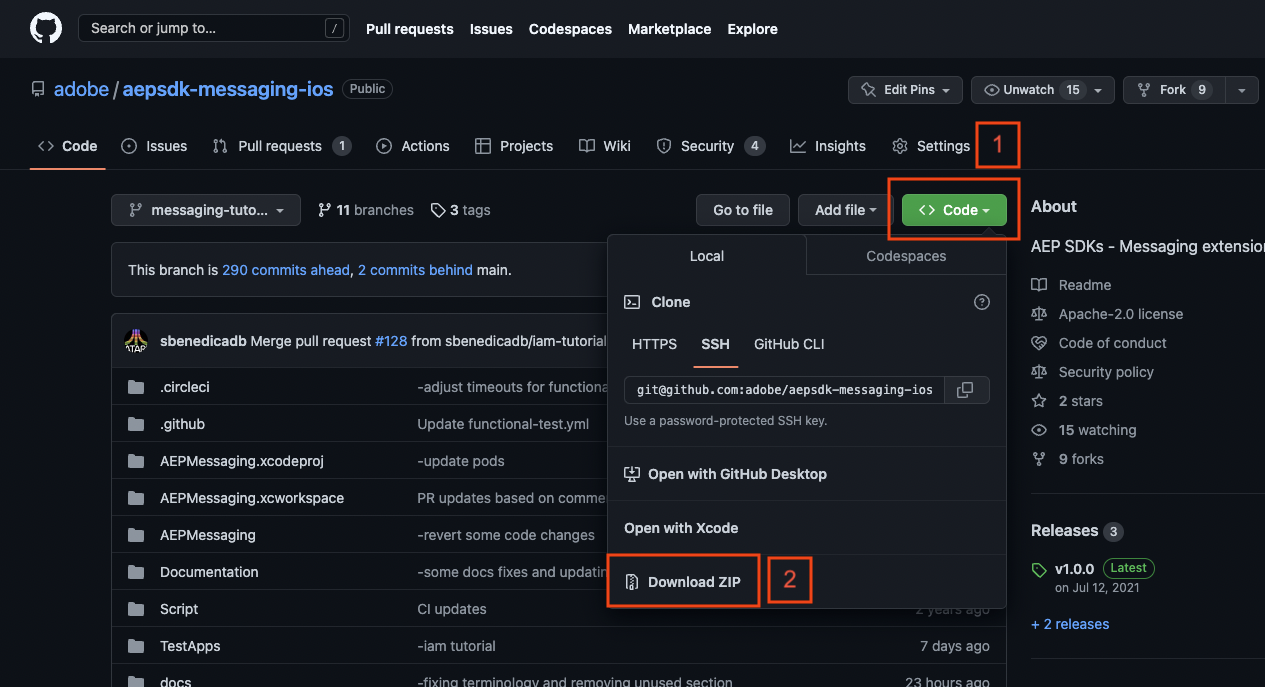 Search or jump to... /
Pull requests Issues Codespaces Marketplace Explore
adobe / aepsdk-messaging-ios Public
Edit Pins Unwatch 15 Fork 9
Code Issues Pull requests 1 Actions Projects Wiki Security 4 Insights Settings
1
messaging-tuto... 11 branches 3 tags Go to file Add file Code
This branch is 290 commits ahead, 2 commits behind main.
sbenedicadb Merge pull request #128 from sbenedicadb/iam-tutorial
.circleci -adjust timeouts for functiona
.github Update functional-test.yml
AEPMessaging.xcodeproj -update pods
AEPMessaging.xcworkspace PR updates based on comme
AEPMessaging -revert some code changes
Documentation -some docs fixes and updatin
Script CI updates 2 years ago
TestApps -iam tutorial 7 days ago
docs -fixing terminology and removing unused section 23 hours ago
Local Codespaces
Clone
HTTPS SSH GitHub CLI
git@github.com:adobe/aepsdk-messaging-ios
Use a password-protected SSH key.
Open with GitHub Desktop
Open with Xcode
Download ZIP
2
About
AEP SDKs - Messaging extension
Readme
Apache-2.0 license
Code of conduct
Security policy
2 stars
15 watching
9 forks
Releases 3
v1.0.0 Latest
on Jul 12, 2021
+ 2 releases